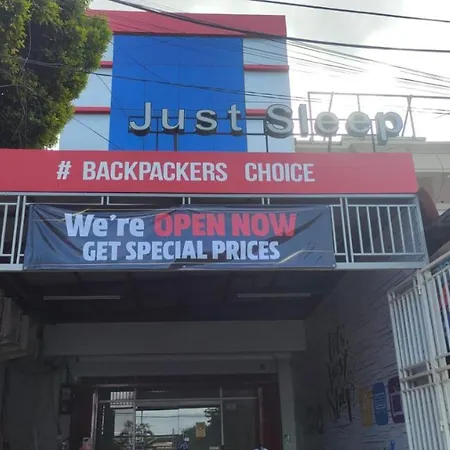 Just Sleep
# BACKPACKERS CHOICE
We're OPEN NOW
GET SPECIAL PRICES